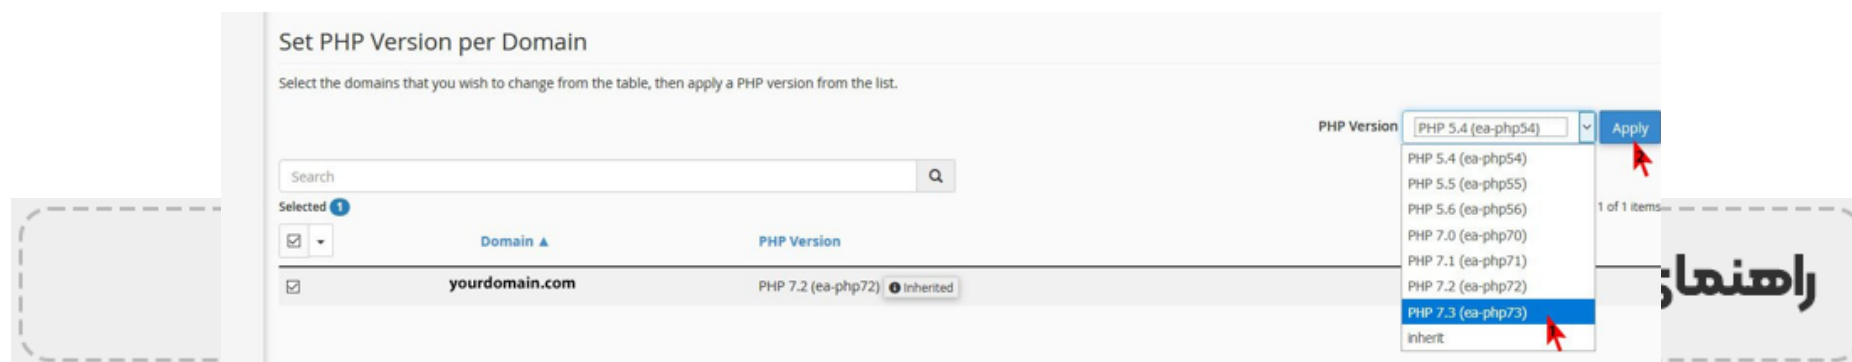 Set PHP Version per Domain
Select the domains that you wish to change from the table, then apply a PHP version from the list.
PHP Version PHP 5.4 (ea-php54) Apply
2
PHP 5.4 (ea-php54)
PHP 5.5 (ea-php55)
PHP 5.6 (ea-php56)
PHP 7.0 (ea-php70)
PHP 7.1 (ea-php71)
PHP 7.2 (ea-php72)
PHP 7.3 (ea-php73)
1
inherit
Search
Selected 1
1 of 1 items
Domain ▲ PHP Version
yourdomain.com PHP 7.2 (ea-php72) Inherited
راهنمای